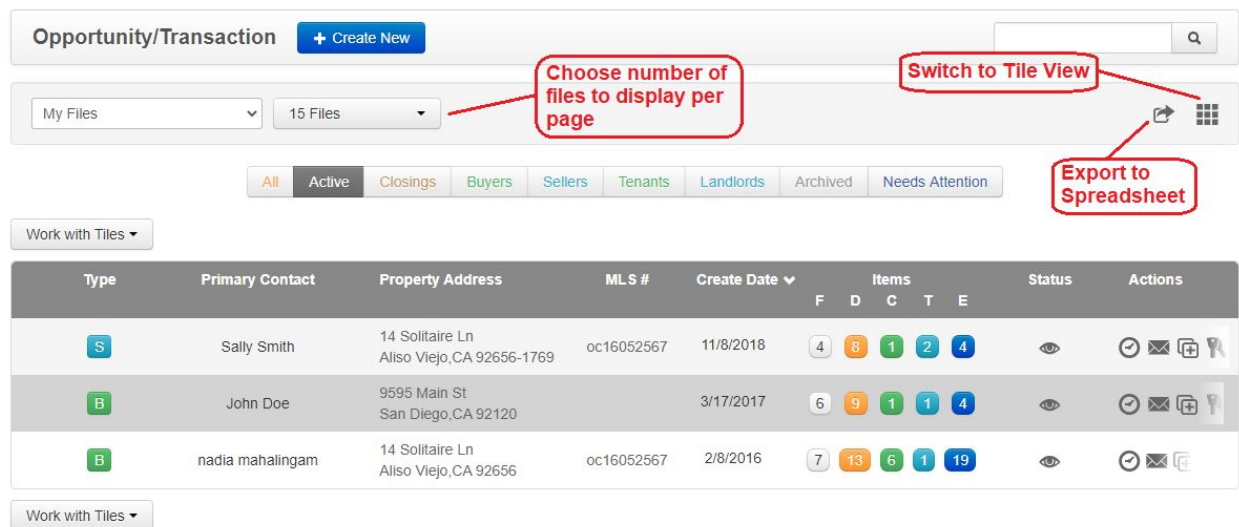 Opportunity/Transaction
+ Create New
Choose number of
files to display per
page
Switch to Tile View
My Files
15 Files
Export to
Spreadsheet
All Active Closings Buyers Sellers Tenants Landlords Archived Needs Attention
Work with Tiles
Type Primary Contact Property Address MLS # Create Date Items Status Actions
F D C T E
S Sally Smith 14 Solitaire Ln oc16052567 11/8/2018 4 8 1 2 4
Aliso Viejo,CA 92656-1769
B John Doe 9595 Main St 3/17/2017 6 9 1 1 4
San Diego,CA 92120
B nadia mahalingam 14 Solitaire Ln oc16052567 2/8/2016 7 13 6 1 19
Aliso Viejo,CA 92656
Work with Tiles